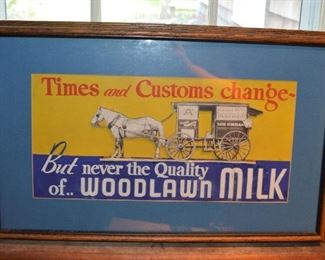 Times and Customs change~
But never the Quality
of.. WOODLAWN MILK